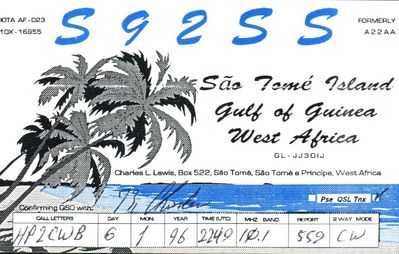 IOTA AF-023
10X - 16955
S92SS
FORMERLY
A22AA
São Tomé Island
Gulf of Guinea
West Africa
GL - JJ30IJ
Charles L. Lewis, Box 522, São Tomé, São Tomé e Principe, West Africa
Pse QSL Tnx
Confirming QSO with:
CALL LETTERS DAY MON YEAR TIME (UTC) MHZ BAND REPORT 2 WAY MODE
HP2CWB 6 1 96 2249 10.1 559 CW